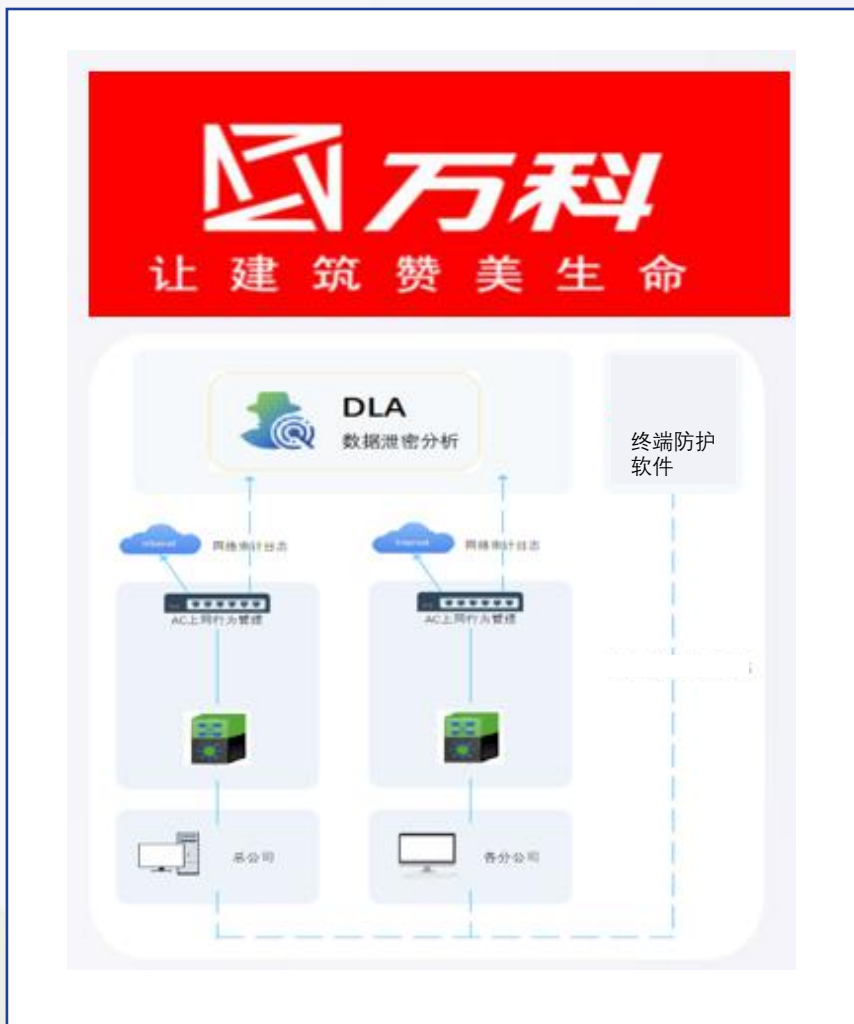 万科
让建筑赞美生命
DLA
数据泄密分析
终端防护
软件
Internet
网络审计日志
Internet
网络审计日志
AC上网行为管理
AC上网行为管理
总公司
各分公司